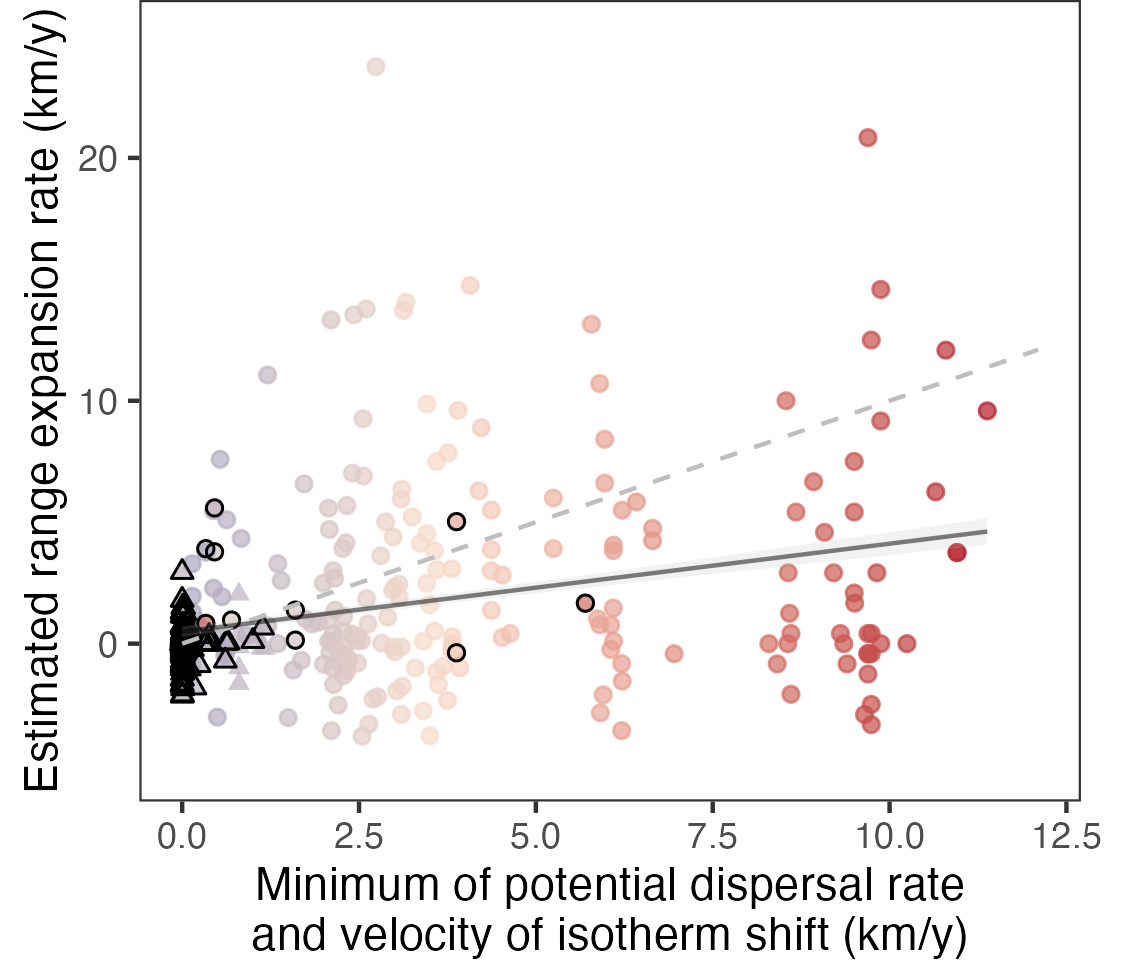 Estimated range expansion rate (km/y)
20
10
0
0.0 2.5 5.0 7.5 10.0 12.5
Minimum of potential dispersal rate
and velocity of isotherm shift (km/y)